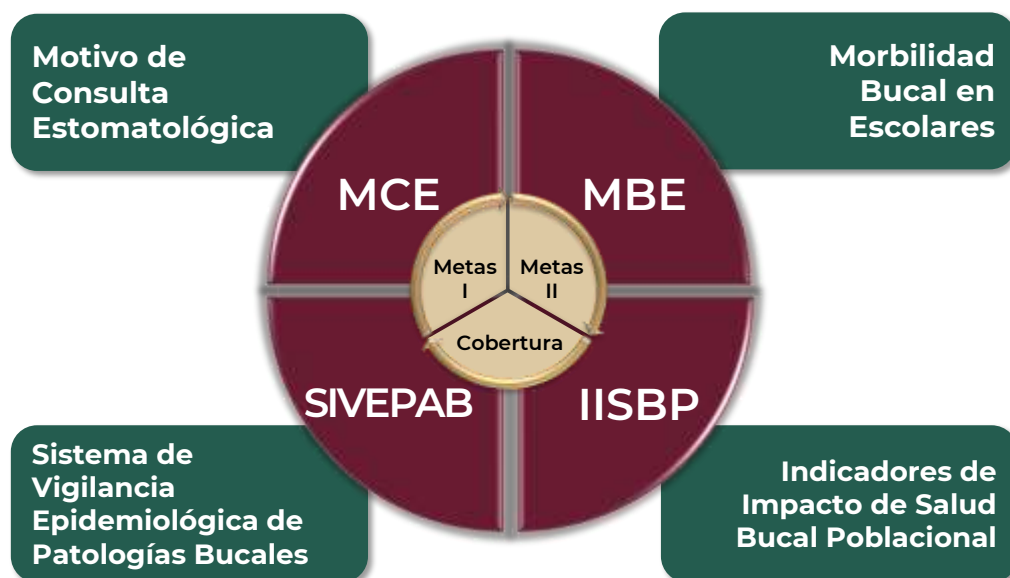 Motivo de
Consulta
Estomatológica
Morbilidad
Bucal en
Escolares
MCE
MBE
Metas
I
Metas
II
Cobertura
SIVEPAB
IISBP
Sistema de
Vigilancia
Epidemiológica de
Patologías Bucales
Indicadores de
Impacto de Salud
Bucal Poblacional